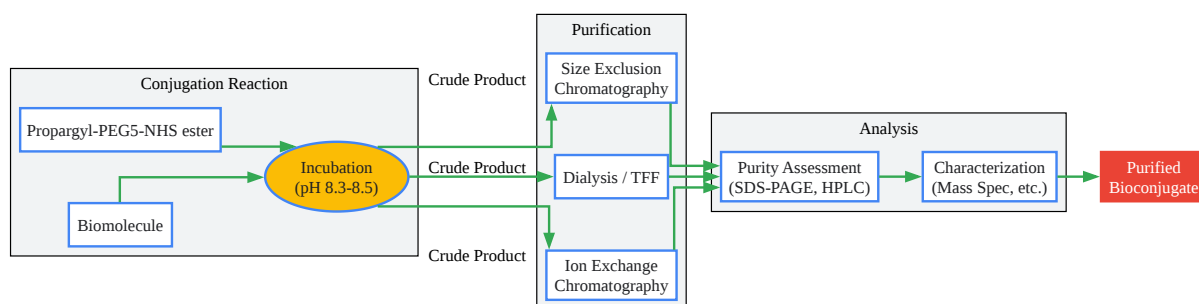 Conjugation Reaction
Propargyl-PEG5-NHS ester
Biomolecule
Incubation
(pH 8.3-8.5)
Crude Product
Crude Product
Crude Product
Purification
Size Exclusion
Chromatography
Dialysis / TFF
Ion Exchange
Chromatography
Analysis
Purity Assessment
(SDS-PAGE, HPLC)
Characterization
(Mass Spec, etc.)
Purified
Bioconjugate